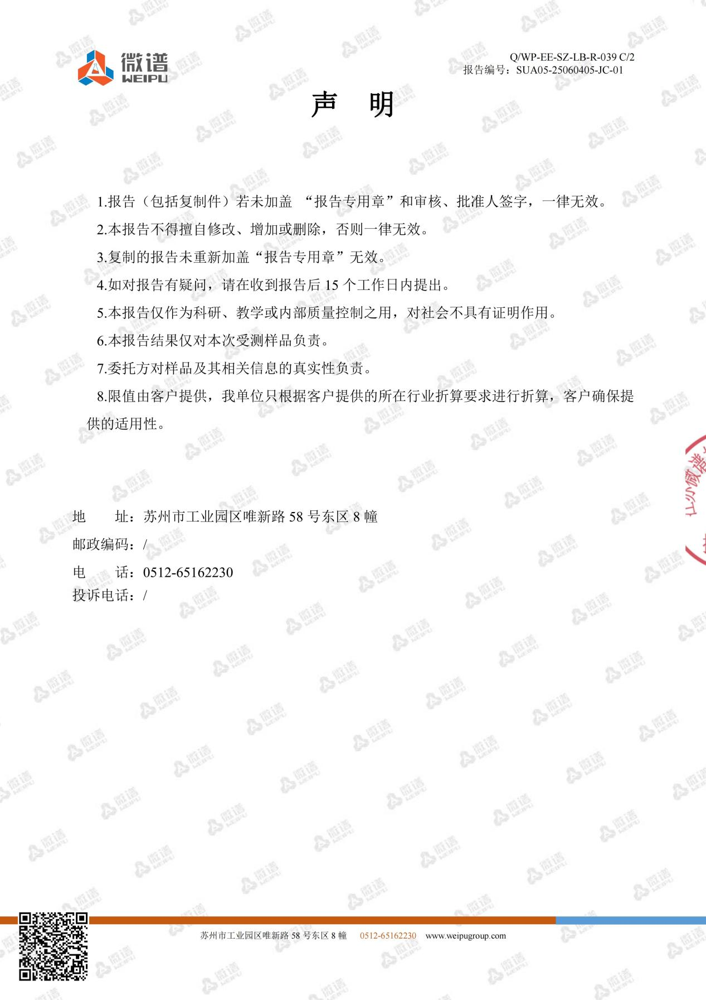 微谱
WEIPU
Q/WP-EE-SZ-LB-R-039 C/2
报告编号：SUA05-25060405-JC-01
声 明
1.报告（包括复制件）若未加盖 “报告专用章”和审核、批准人签字，一律无效。
2.本报告不得擅自修改、增加或删除，否则一律无效。
3.复制的报告未重新加盖“报告专用章”无效。
4.如对报告有疑问，请在收到报告后 15 个工作日内提出。
5.本报告仅作为科研、教学或内部质量控制之用，对社会不具有证明作用。
6.本报告结果仅对本次受测样品负责。
7.委托方对样品及其相关信息的真实性负责。
8.限值由客户提供，我单位只根据客户提供的所在行业折算要求进行折算，客户确保提
供的适用性。
地 址：苏州市工业园区唯新路 58 号东区 8 幢
邮政编码：/
电 话：0512-65162230
投诉电话：/
苏州市工业园区唯新路 58 号东区 8 幢 0512-65162230 www.weipugroup.com